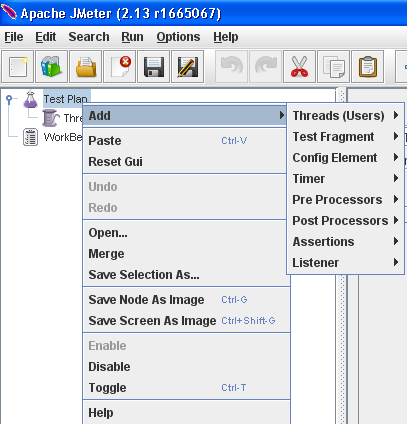 Apache JMeter (2.13 r1665067)
File Edit Search Run Options Help
Test Plan
Thre
WorkBe
Add
Paste Ctrl-V
Reset Gui
Undo
Redo
Open...
Merge
Save Selection As...
Save Node As Image Ctrl-G
Save Screen As Image Ctrl+Shift-G
Enable
Disable
Toggle Ctrl-T
Help
Threads (Users)
Test Fragment
Config Element
Timer
Pre Processors
Post Processors
Assertions
Listener